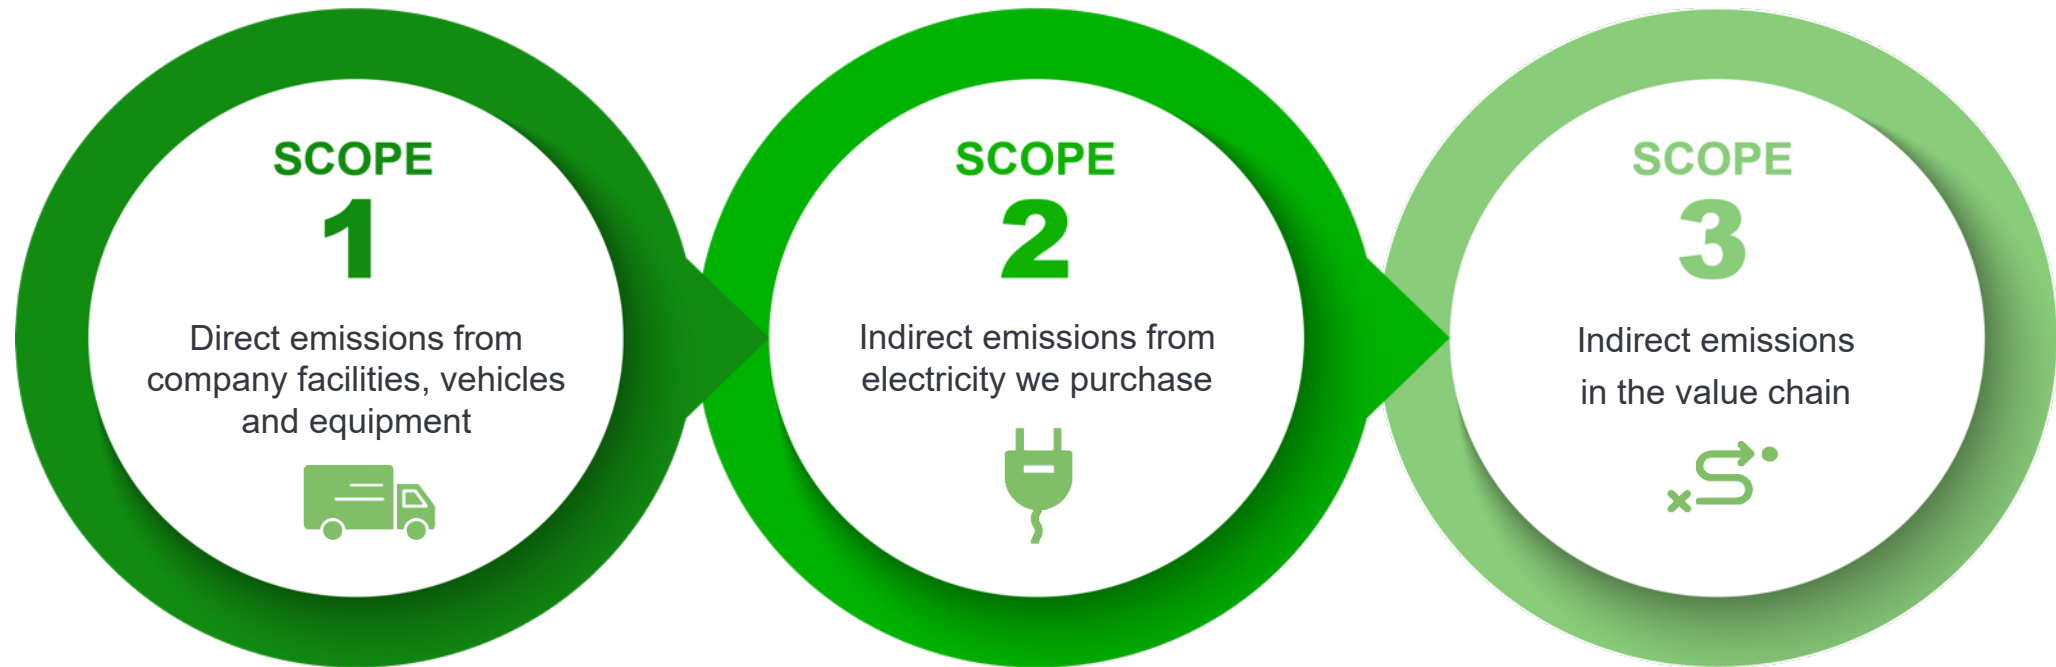 SCOPE
1
Direct emissions from
company facilities, vehicles
and equipment
SCOPE
2
Indirect emissions from
electricity we purchase
SCOPE
3
Indirect emissions
in the value chain